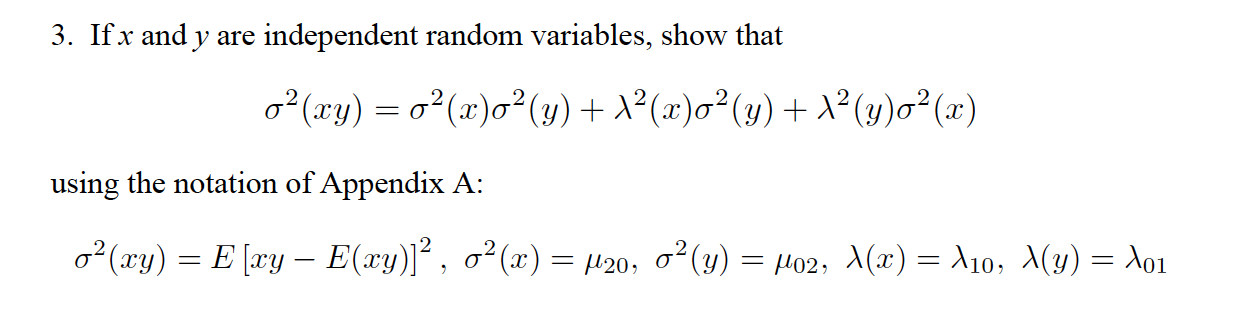 3. If x and y are independent random variables, show that
σ²(xy) = σ²(x)σ²(y) + λ²(x)σ²(y) + λ²(y)σ²(x)
using the notation of Appendix A:
σ²(xy) = E [xy − E(xy)]², σ²(x) = μ₂₀, σ²(y) = μ₀₂, λ(x) = λ₁₀, λ(y) = λ₀₁